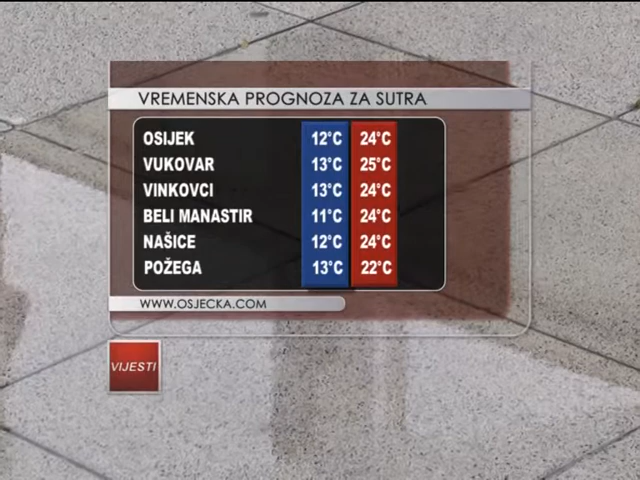 VREMENSKA PROGNOZA ZA SUTRA
OSIJEK 12°C 24°C
VUKOVAR 13°C 25°C
VINKOVCI 13°C 24°C
BELI MANASTIR 11°C 24°C
NAŠICE 12°C 24°C
POŽEGA 13°C 22°C
WWW.OSJECKA.COM
VIJESTI